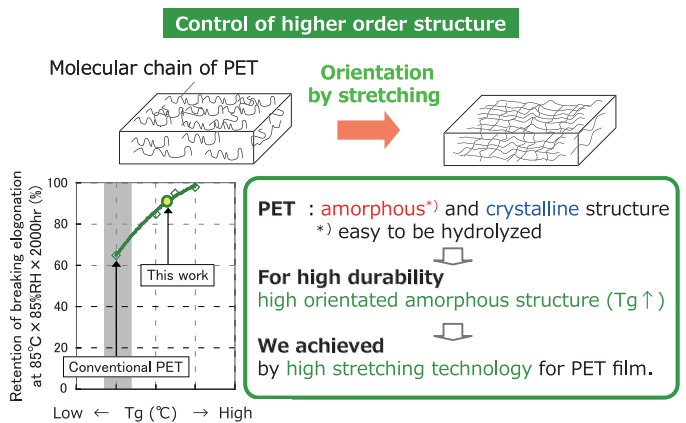 Control of higher order structure
Molecular chain of PET
Orientation
by stretching
Retention of breaking elogonation
at 85℃×85%RH×2000hr (%)
100
80
60
40
20
0
This work
Conventional PET
Low ← Tg (℃) → High
PET : amorphous*) and crystalline structure
*) easy to be hydrolyzed
For high durability
high orientated amorphous structure (Tg↑)
We achieved
by high stretching technology for PET film.